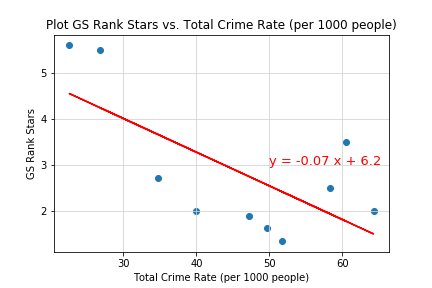 Plot GS Rank Stars vs. Total Crime Rate (per 1000 people)
GS Rank Stars
5
4
3
2
y = -0.07 x + 6.2
30
40
50
60
Total Crime Rate (per 1000 people)